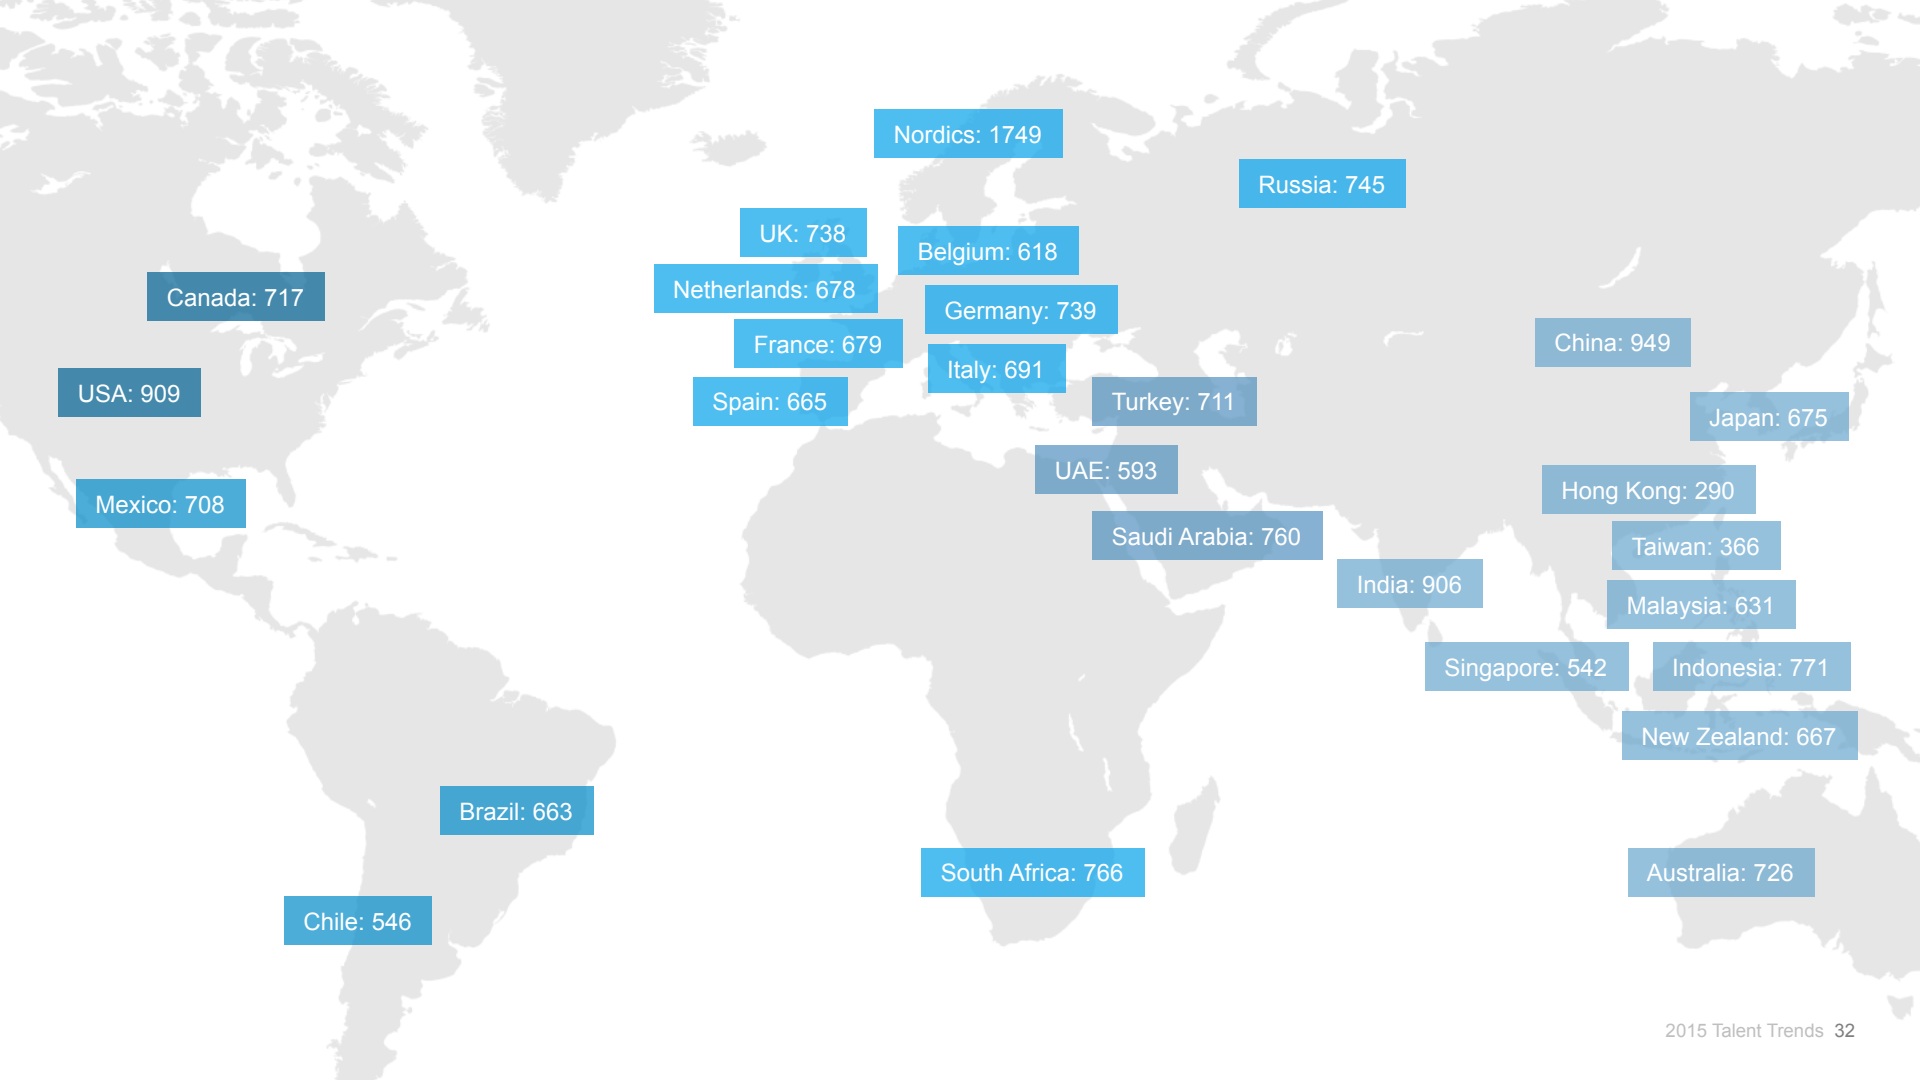 Nordics: 1749
Russia: 745
UK: 738
Belgium: 618
Canada: 717
Netherlands: 678
Germany: 739
France: 679
China: 949
Italy: 691
USA: 909
Spain: 665
Turkey: 711
Japan: 675
UAE: 593
Mexico: 708
Hong Kong: 290
Saudi Arabia: 760
Taiwan: 366
India: 906
Malaysia: 631
Singapore: 542
Indonesia: 771
New Zealand: 667
Brazil: 663
South Africa: 766
Australia: 726
Chile: 546
2015 Talent Trends 32